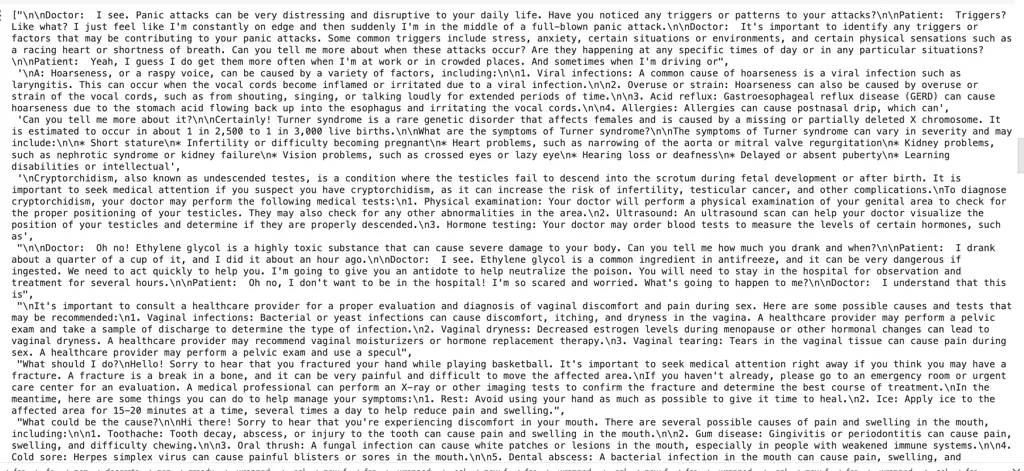 ["\n\nDoctor:  I see. Panic attacks can be very distressing and disruptive to your daily life. Have you noticed any triggers or patterns to your attacks?\n\nPatient:  Triggers?
Like what? I just feel like I'm constantly on edge and then suddenly I'm in the middle of a full-blown panic attack.\n\nDoctor:  It's important to identify any triggers or
factors that may be contributing to your panic attacks. Some common triggers include stress, anxiety, certain situations or environments, and certain physical sensations such as
a racing heart or shortness of breath. Can you tell me more about when these attacks occur? Are they happening at any specific times of day or in any particular situations?
\n\nPatient:  Yeah, I guess I do get them more often when I'm at work or in crowded places. And sometimes when I'm driving or",
'\n\nA: Hoarseness, or a raspy voice, can be caused by a variety of factors, including:\n\n1. Viral infections: A common cause of hoarseness is a viral infection such as
laryngitis. This can occur when the vocal cords become inflamed or irritated due to a viral infection.\n\n2. Overuse or strain: Hoarseness can also be caused by overuse or
strain of the vocal cords, such as from shouting, singing, or talking loudly for extended periods of time.\n\n3. Acid reflux: Gastroesophageal reflux disease (GERD) can cause
hoarseness due to the stomach acid flowing back up into the esophagus and irritating the vocal cords.\n\n4. Allergies: Allergies can cause postnasal drip, which can',
'Can you tell me more about it?\n\nCertainly! Turner syndrome is a rare genetic disorder that affects females and is caused by a missing or partially deleted X chromosome. It
is estimated to occur in about 1 in 2,500 to 1 in 3,000 live births.\n\nWhat are the symptoms of Turner syndrome?\n\nThe symptoms of Turner syndrome can vary in severity and may
include:\n\n* Short stature\n* Infertility or difficulty becoming pregnant\n* Heart problems, such as narrowing of the aorta or mitral valve regurgitation\n* Kidney problems,
such as nephrotic syndrome or kidney failure\n* Vision problems, such as crossed eyes or lazy eye\n* Hearing loss or deafness\n* Delayed or absent puberty\n* Learning
disabilities or intellectual',
'\nCryptorchidism, also known as undescended testes, is a condition where the testicles fail to descend into the scrotum during fetal development or after birth. It is
important to seek medical attention if you suspect you have cryptorchidism, as it can increase the risk of infertility, testicular cancer, and other complications.\nTo diagnose
cryptorchidism, your doctor may perform the following medical tests:\n1. Physical examination: Your doctor will perform a physical examination of your genital area to check for
the proper positioning of your testicles. They may also check for any other abnormalities in the area.\n2. Ultrasound: An ultrasound scan can help your doctor visualize the
position of your testicles and determine if they are properly descended.\n3. Hormone testing: Your doctor may order blood tests to measure the levels of certain hormones, such
as',
"\n\nDoctor:  Oh no! Ethylene glycol is a highly toxic substance that can cause severe damage to your body. Can you tell me how much you drank and when?\n\nPatient:  I drank
about a quarter of a cup of it, and I did it about an hour ago.\n\nDoctor:  I see. Ethylene glycol is a common ingredient in antifreeze, and it can be very dangerous if
ingested. We need to act quickly to help you. I'm going to give you an antidote to help neutralize the poison. You will need to stay in the hospital for observation and
treatment for several hours.\n\nPatient:  Oh no, I don't want to be in the hospital! I'm so scared and worried. What's going to happen to me?\n\nDoctor:  I understand that this
is",
"\nIt's important to consult a healthcare provider for a proper evaluation and diagnosis of vaginal discomfort and pain during sex. Here are some possible causes and tests that
may be recommended:\n1. Vaginal infections: Bacterial or yeast infections can cause discomfort, itching, and dryness in the vagina. A healthcare provider may perform a pelvic
exam and take a sample of discharge to determine the type of infection.\n2. Vaginal dryness: Decreased estrogen levels during menopause or other hormonal changes can lead to
vaginal dryness. A healthcare provider may recommend vaginal moisturizers or hormone replacement therapy.\n3. Vaginal tearing: Tears in the vaginal tissue can cause pain during
sex. A healthcare provider may perform a pelvic exam and use a specul",
"What should I do?\nHello! Sorry to hear that you fractured your hand while playing basketball. It's important to seek medical attention right away if you think you may have a
fracture. A fracture is a break in a bone, and it can be very painful and difficult to move the affected area.\nIf you haven't already, please go to an emergency room or urgent
care center for an evaluation. A medical professional can perform an X-ray or other imaging tests to confirm the fracture and determine the best course of treatment.\nIn the
meantime, here are some things you can do to help manage your symptoms:\n1. Rest: Avoid using your hand as much as possible to give it time to heal.\n2. Ice: Apply ice to the
affected area for 15-20 minutes at a time, several times a day to help reduce pain and swelling.",
"What could be the cause?\n\nHi there! Sorry to hear that you're experiencing discomfort in your mouth. There are several possible causes of pain and swelling in the mouth,
including:\n\n1. Toothache: Tooth decay, abscess, or injury to the tooth can cause pain and swelling in the mouth.\n\n2. Gum disease: Gingivitis or periodontitis can cause pain,
swelling, and difficulty chewing.\n\n3. Oral thrush: A fungal infection can cause white patches or lesions in the mouth, especially in people with weakened immune systems.\n\n4.
Cold sore: Herpes simplex virus can cause painful blisters or sores in the mouth.\n\n5. Dental abscess: A bacterial infection in the mouth can cause pain, swelling, and